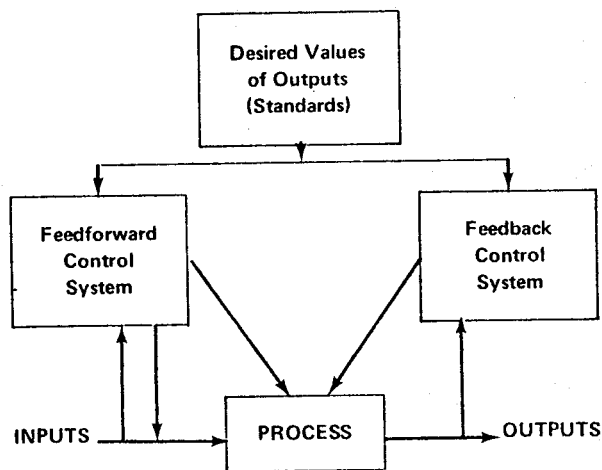 Desired Values
of Outputs
(Standards)
Feedforward
Control
System
Feedback
Control
System
INPUTS
PROCESS
OUTPUTS